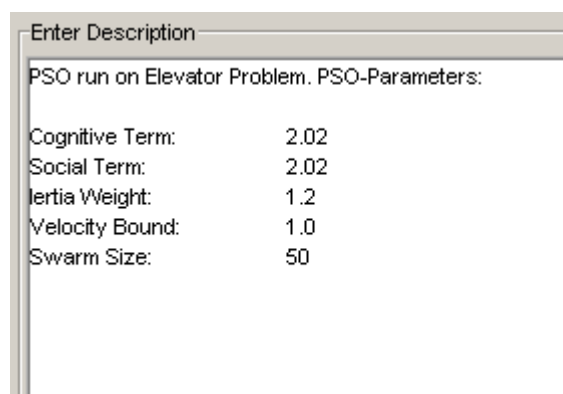 Enter Description
PSO run on Elevator Problem. PSO-Parameters:
Cognitive Term: 2.02
Social Term: 2.02
Iertia Weight: 1.2
Velocity Bound: 1.0
Swarm Size: 50